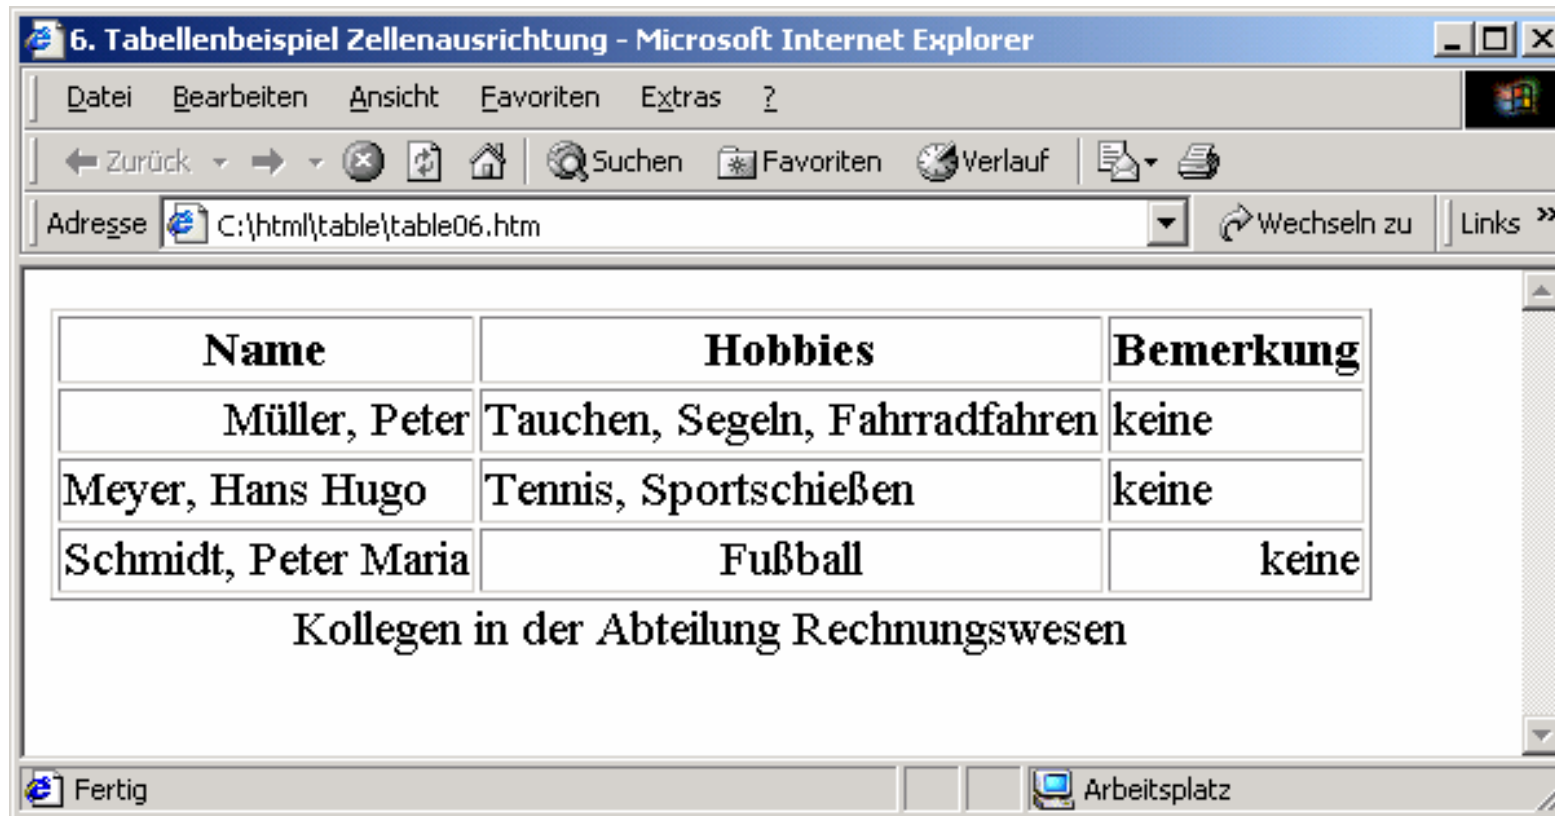 6. Tabellenbeispiel Zellenausrichtung - Microsoft Internet Explorer
Datei Bearbeiten Ansicht Favoriten Extras ?
Zurück Suchen Favoriten Verlauf
Adresse C:\html\table\table06.htm Wechseln zu Links »
Name Hobbies Bemerkung
Müller, Peter Tauchen, Segeln, Fahrradfahren keine
Meyer, Hans Hugo Tennis, Sportschießen keine
Schmidt, Peter Maria Fußball keine
Kollegen in der Abteilung Rechnungswesen
Fertig Arbeitsplatz